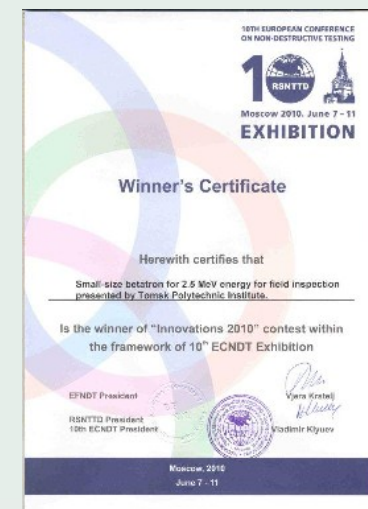 10TH EUROPEAN CONFERENCE
ON NON-DESTRUCTIVE TESTING
10
RSNTTD
Moscow 2010. June 7 - 11
EXHIBITION
Winner's Certificate
Herewith certifies that
Small-size betatron for 2.5 MeV energy for field inspection
presented by Tomsk Polytechnic Institute.
Is the winner of "Innovations 2010" contest within
the framework of 10th ECNDT Exhibition
EFNDT President
Vjera Krstelj
RSNTTD President
10th ECNDT President
Vladimir Klyuev
Moscow, 2010
June 7 - 11